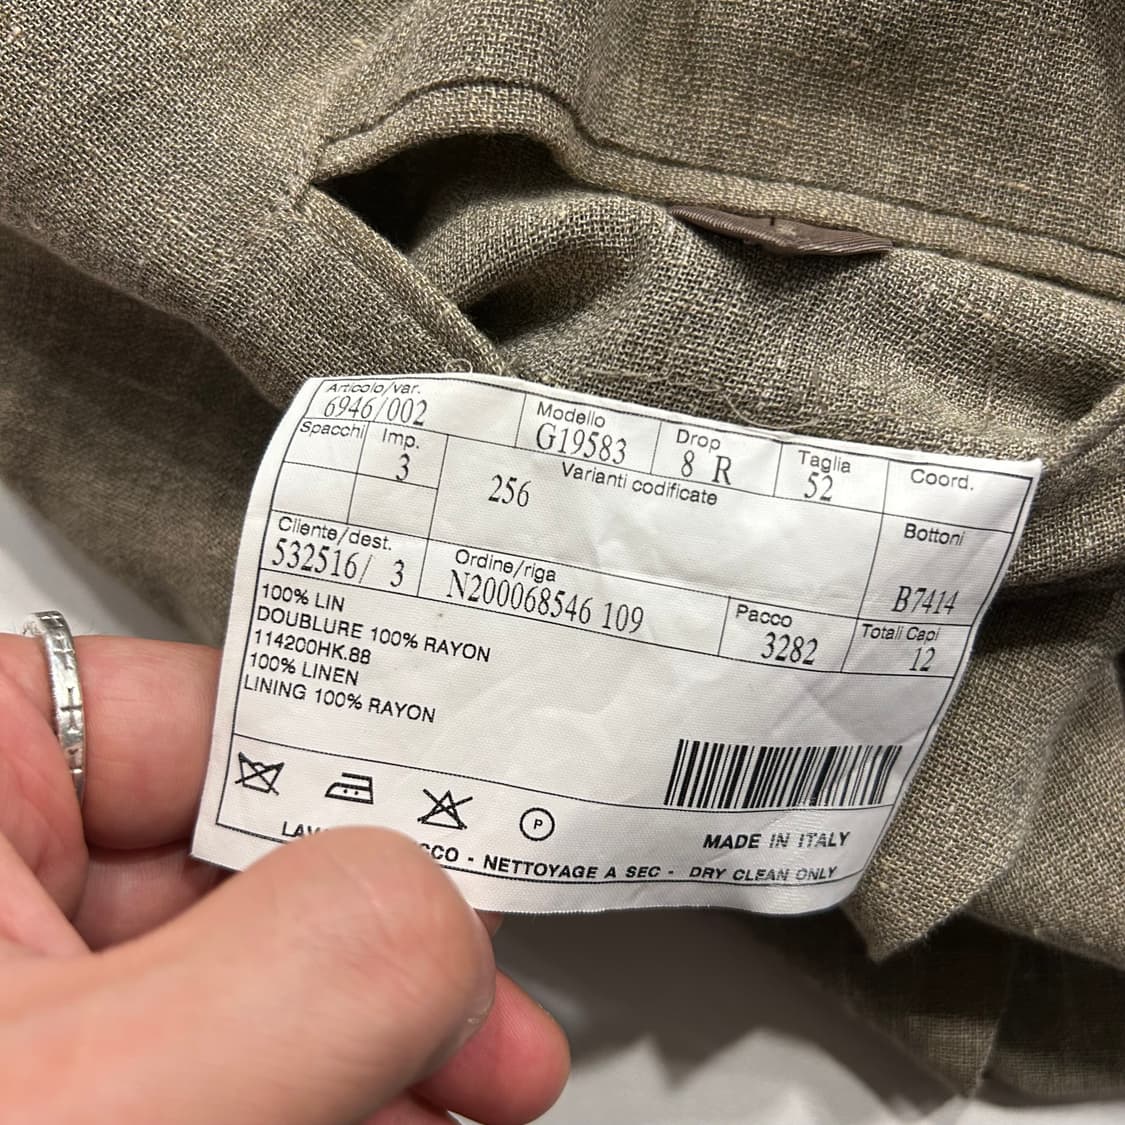 Articolo/var.
6946/002
Modello
G19583
Drop
8 R
Taglia
52
Coord.
Spacchi
Imp.
3
Varianti codificate
256
Bottoni
B7414
Cliente/dest.
532516/ 3
Ordine/riga
N200068546 109
Pacco
3282
Totali Capi
12
100% LIN
DOUBLURE 100% RAYON
114200HK.88
100% LINEN
LINING 100% RAYON
P
MADE IN ITALY
- NETTOYAGE A SEC - DRY CLEAN ONLY